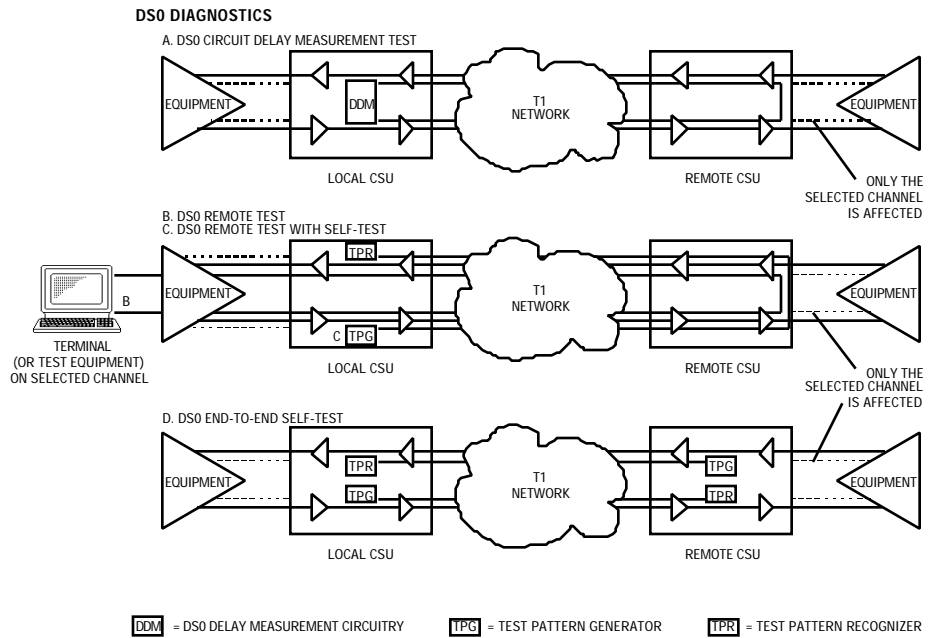 DS0 DIAGNOSTICS
A. DS0 CIRCUIT DELAY MEASUREMENT TEST
EQUIPMENT
DDM
T1
NETWORK
EQUIPMENT
LOCAL CSU
REMOTE CSU
ONLY THE
SELECTED CHANNEL
IS AFFECTED
B. DS0 REMOTE TEST
C. DS0 REMOTE TEST WITH SELF-TEST
TPR
B
EQUIPMENT
T1
NETWORK
EQUIPMENT
C TPG
TERMINAL
(OR TEST EQUIPMENT)
ON SELECTED CHANNEL
LOCAL CSU
REMOTE CSU
ONLY THE
SELECTED CHANNEL
IS AFFECTED
D. DS0 END-TO-END SELF-TEST
TPR
TPG
EQUIPMENT
T1
NETWORK
EQUIPMENT
TPG
TPR
LOCAL CSU
REMOTE CSU
DDM = DS0 DELAY MEASUREMENT CIRCUITRY
TPG = TEST PATTERN GENERATOR
TPR = TEST PATTERN RECOGNIZER